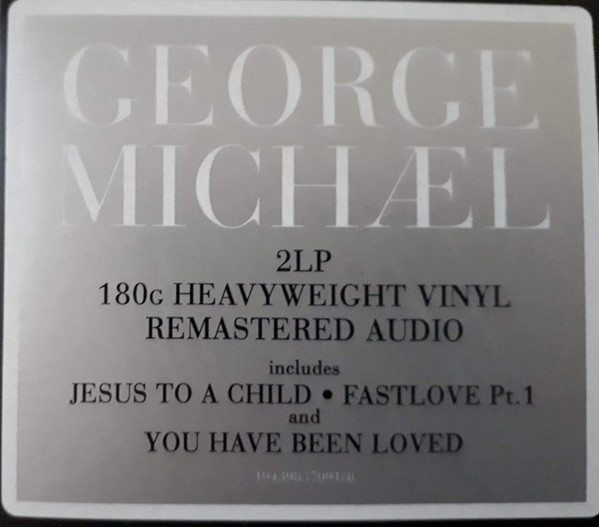 GEORGE
MICHÆL
2LP
180G HEAVYWEIGHT VINYL
REMASTERED AUDIO
includes
JESUS TO A CHILD • FASTLOVE Pt.1
and
YOU HAVE BEEN LOVED